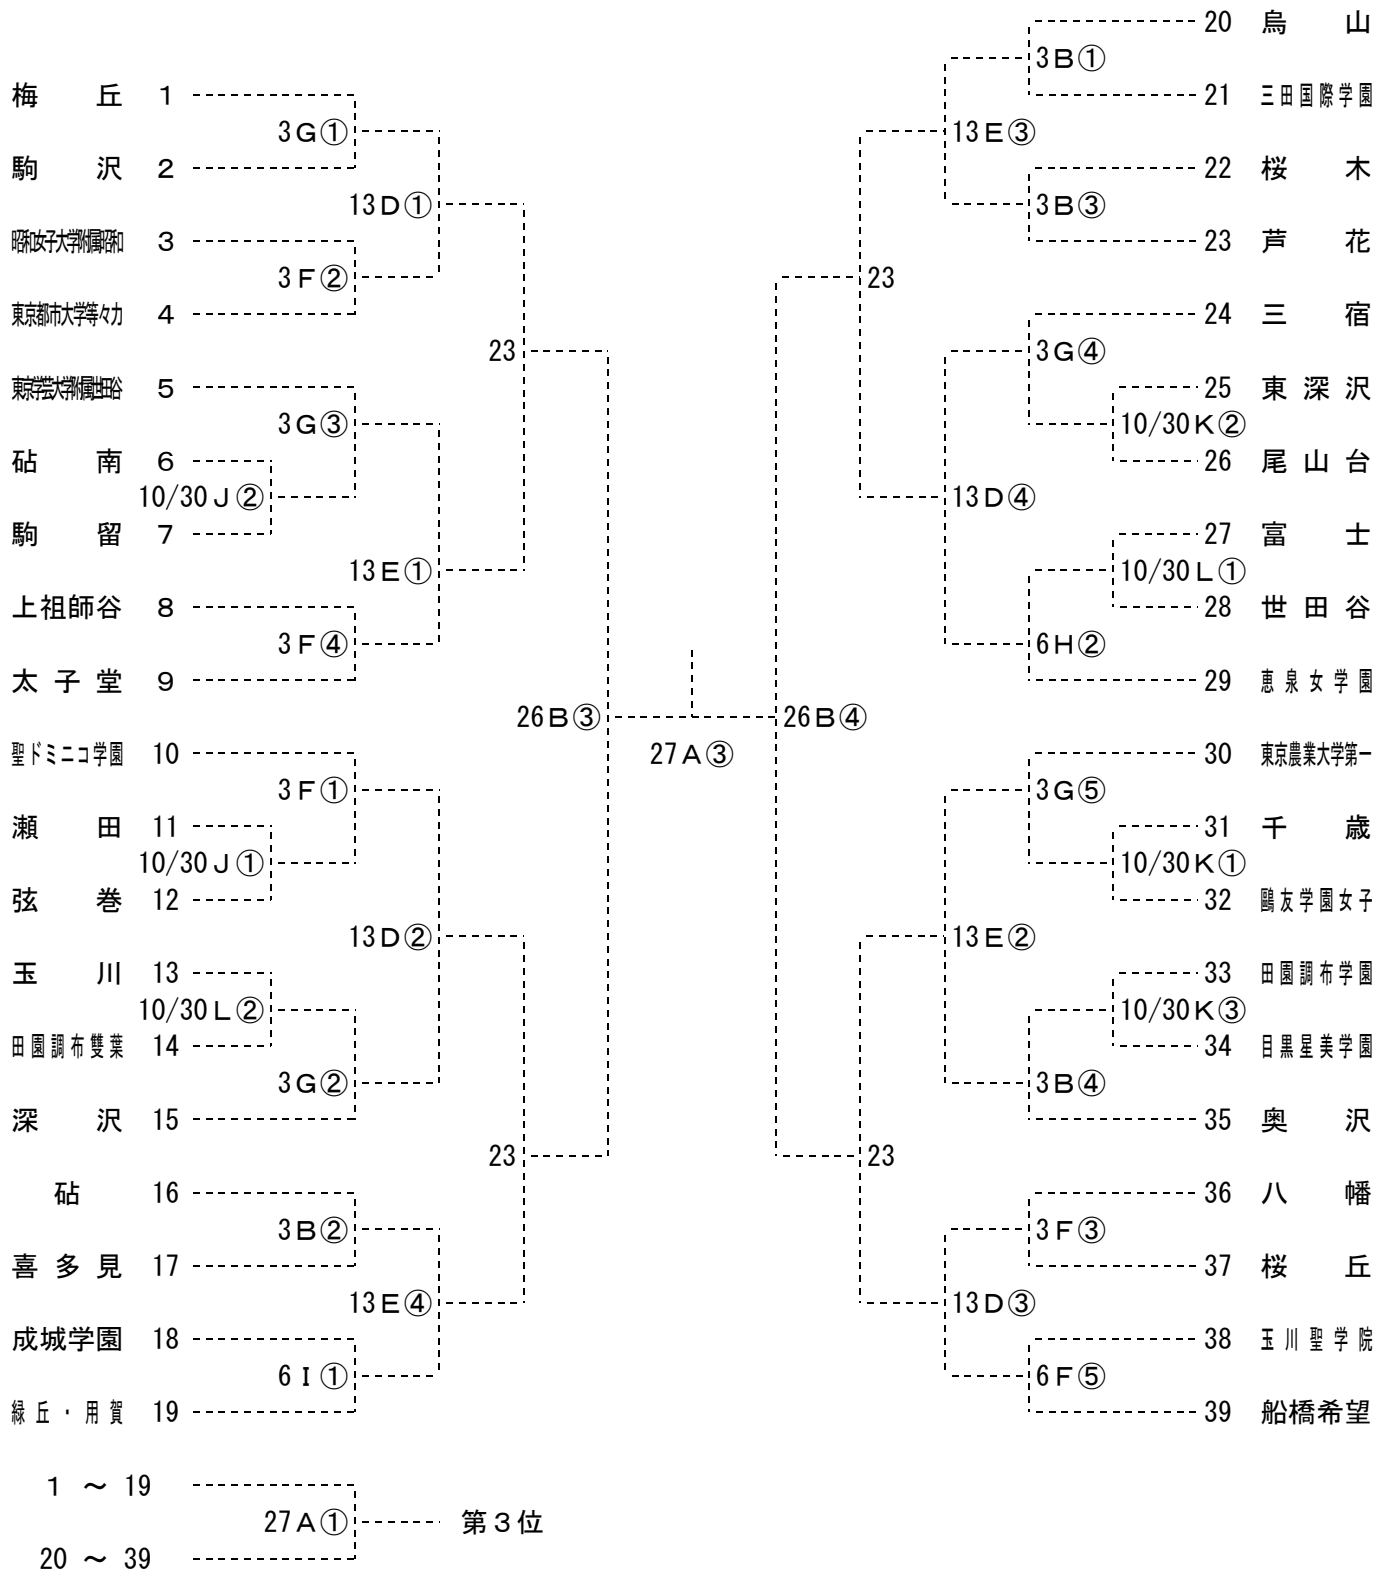 梅丘 1
3G①
駒沢 2
13D①
昭和女子大学附属昭和 3
3F②
東京都市大学等々力 4
23
東京学芸大学附属世田谷 5
3G③
砧南 6
10/30J②
駒留 7
13E①
上祖師谷 8
3F④
太子堂 9
26B③
聖ドミニコ学園 10
3F①
瀬田 11
10/30J①
弦巻 12
13D②
玉川 13
10/30L②
田園調布雙葉 14
3G②
深沢 15
23
砧 16
3B②
喜多見 17
13E④
成城学園 18
6I①
緑丘・用賀 19
27A③
20 烏山
3B①
21 三田国際学園
13E③
22 桜木
3B③
23 芦花
23
24 三宿
3G④
25 東深沢
10/30K②
26 尾山台
13D④
27 富士
10/30L①
28 世田谷
6H②
29 恵泉女学園
26B④
30 東京農業大学第一
3G⑤
31 千歳
10/30K①
32 鷗友学園女子
13E②
33 田園調布学園
10/30K③
34 目黒星美学園
3B④
35 奥沢
23
36 八幡
3F③
37 桜丘
13D③
38 玉川聖学院
6F⑤
39 船橋希望
1 ～ 19
27A① 第３位
20 ～ 39